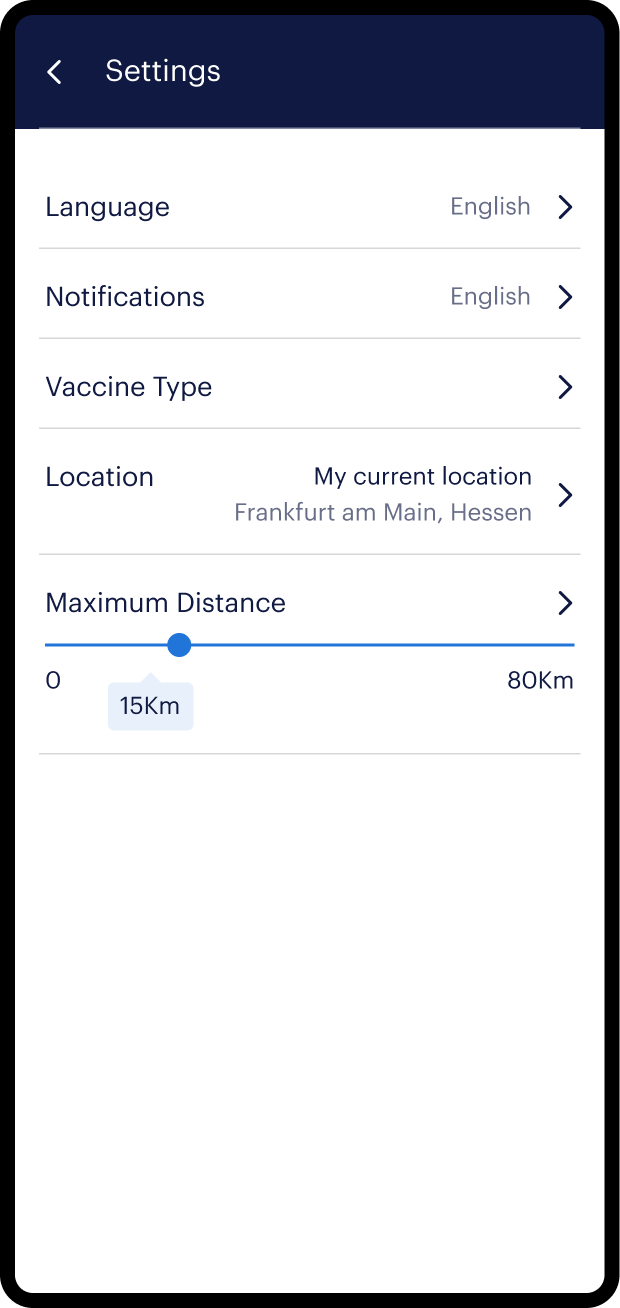 Settings
Language English
Notifications English
Vaccine Type
Location My current location
Frankfurt am Main, Hessen
Maximum Distance
0 80Km
15Km